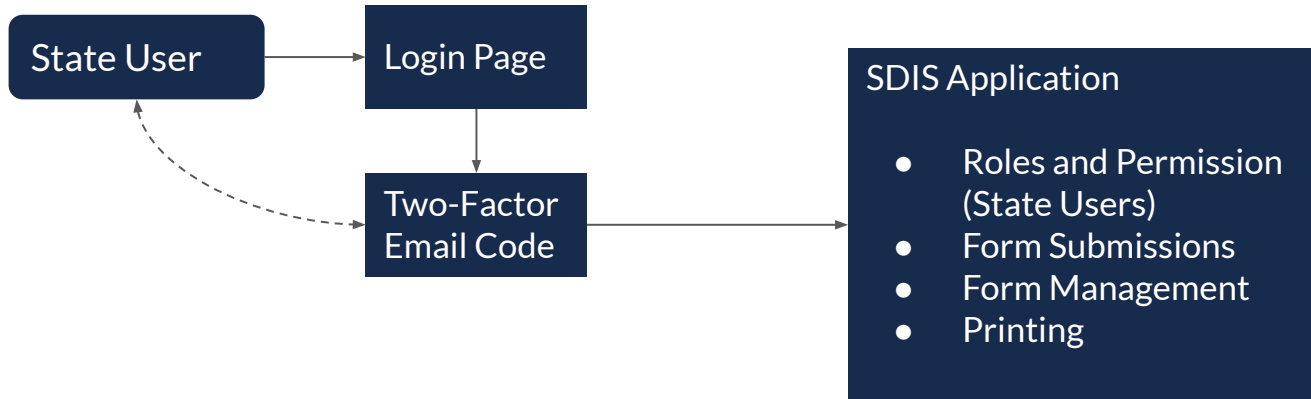 State User
Login Page
Two-Factor
Email Code
SDIS Application
● Roles and Permission
(State Users)
● Form Submissions
● Form Management
● Printing